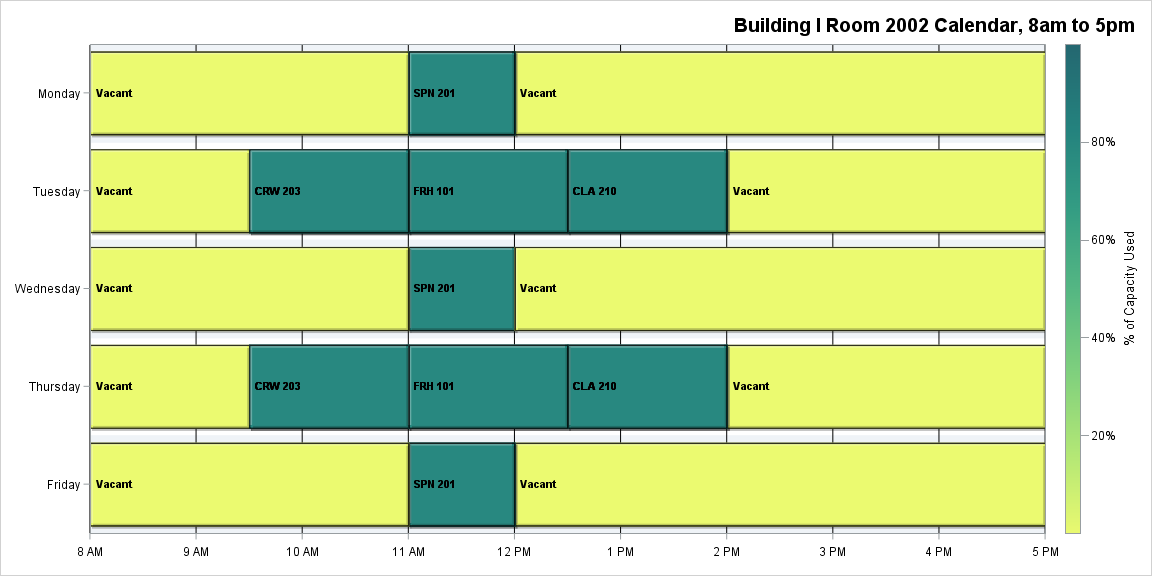 Building I Room 2002 Calendar, 8am to 5pm
Monday
Vacant
SPN 201
Vacant
Tuesday
Vacant
CRW 203
FRH 101
CLA 210
Vacant
Wednesday
Vacant
SPN 201
Vacant
Thursday
Vacant
CRW 203
FRH 101
CLA 210
Vacant
Friday
Vacant
SPN 201
Vacant
8 AM
9 AM
10 AM
11 AM
12 PM
1 PM
2 PM
3 PM
4 PM
5 PM
80%
60%
40%
20%
% of Capacity Used